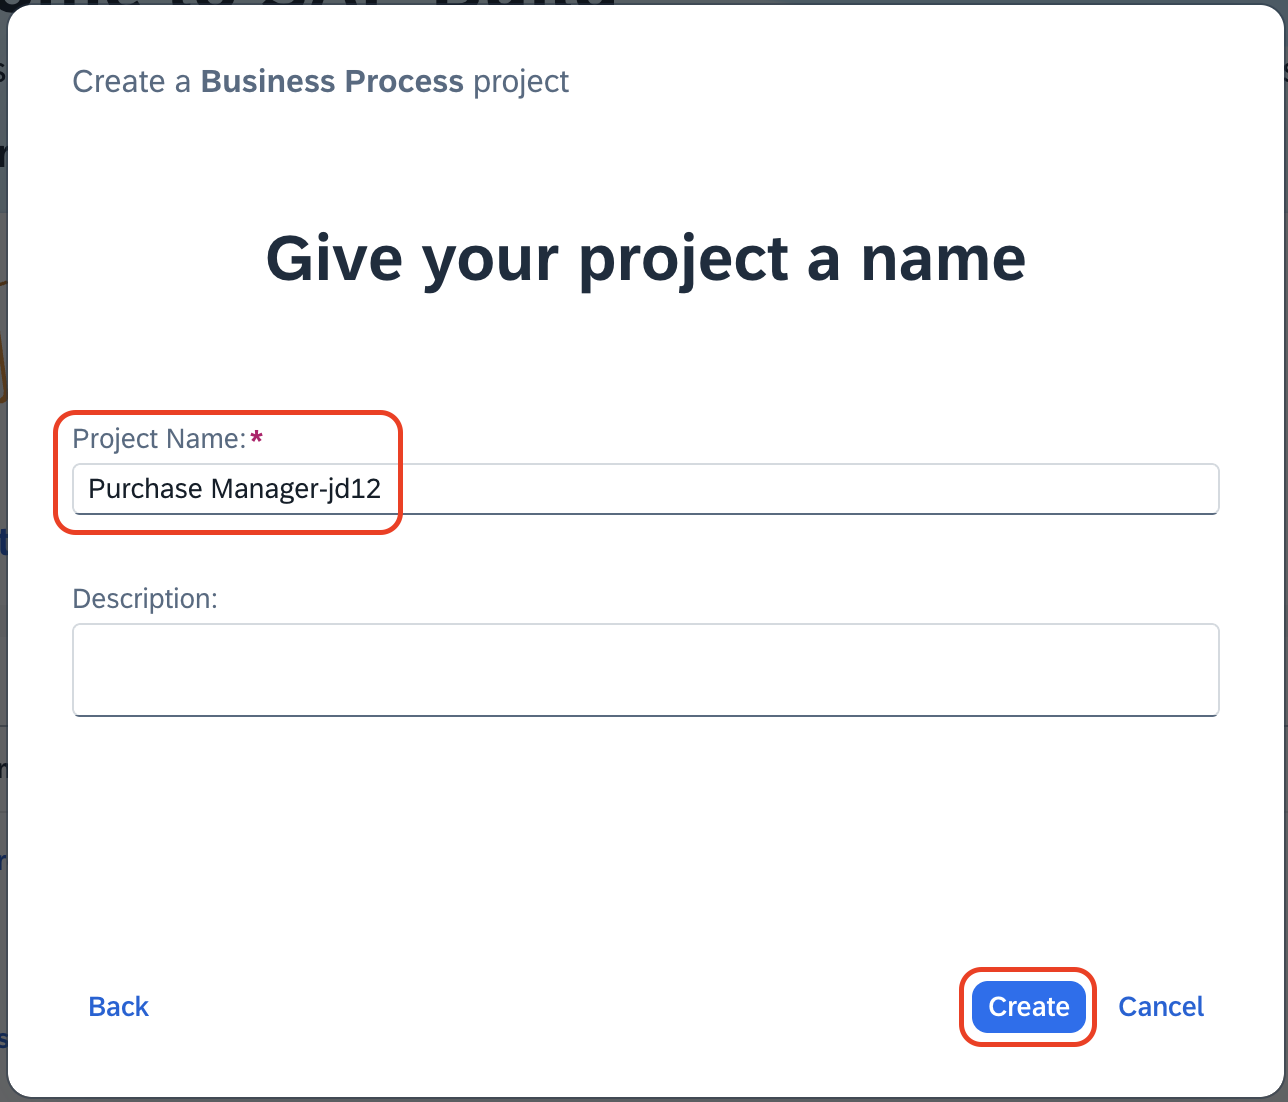 Create a Business Process project
Give your project a name
Project Name:*
Purchase Manager-jd12
Description:
Back
Create
Cancel